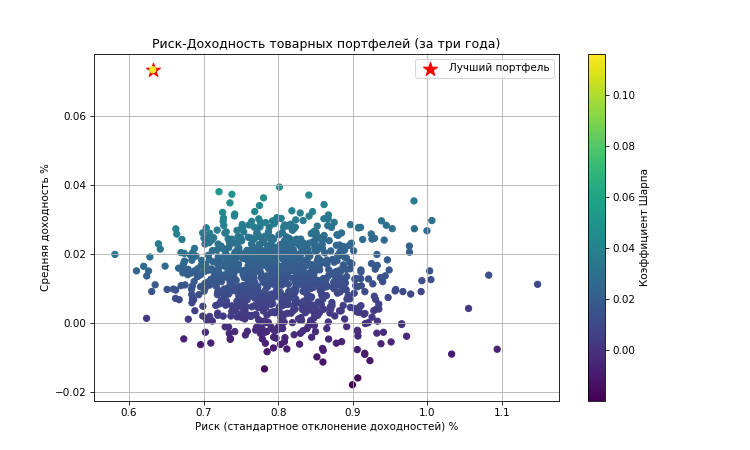 Риск-Доходность товарных портфелей (за три года)
Лучший портфель
Средняя доходность %
0.06
0.04
0.02
0.00
−0.02
0.6 0.7 0.8 0.9 1.0 1.1
Риск (стандартное отклонение доходностей) %
0.10
0.08
0.06
0.04
0.02
0.00
Коэффициент Шарпа